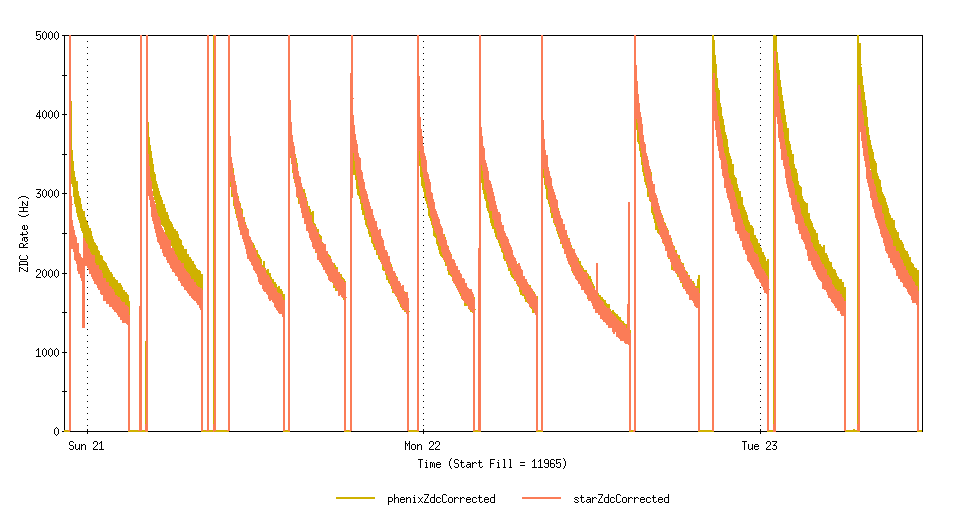 5000
4000
3000
2000
1000
0
ZDC Rate (Hz)
Sun 21 Mon 22 Tue 23
Time (Start Fill = 11965)
phenixZdcCorrected starZdcCorrected